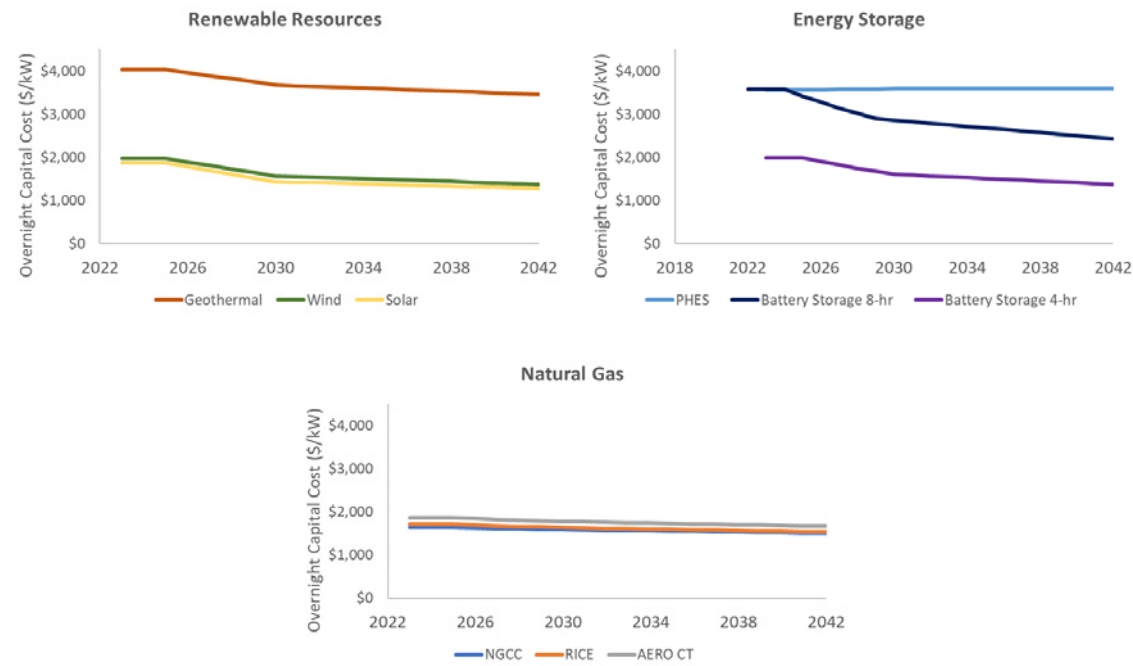 Renewable Resources
Overnight Capital Cost ($/kW)
$4,000
$3,000
$2,000
$1,000
$0
2022 2026 2030 2034 2038 2042
Geothermal Wind Solar
Energy Storage
Overnight Capital Cost ($/kW)
$4,000
$3,000
$2,000
$1,000
$0
2018 2022 2026 2030 2034 2038 2042
PHES Battery Storage 8-hr Battery Storage 4-hr
Natural Gas
Overnight Capital Cost ($/kW)
$4,000
$3,000
$2,000
$1,000
$0
2022 2026 2030 2034 2038 2042
NGCC RICE AERO CT